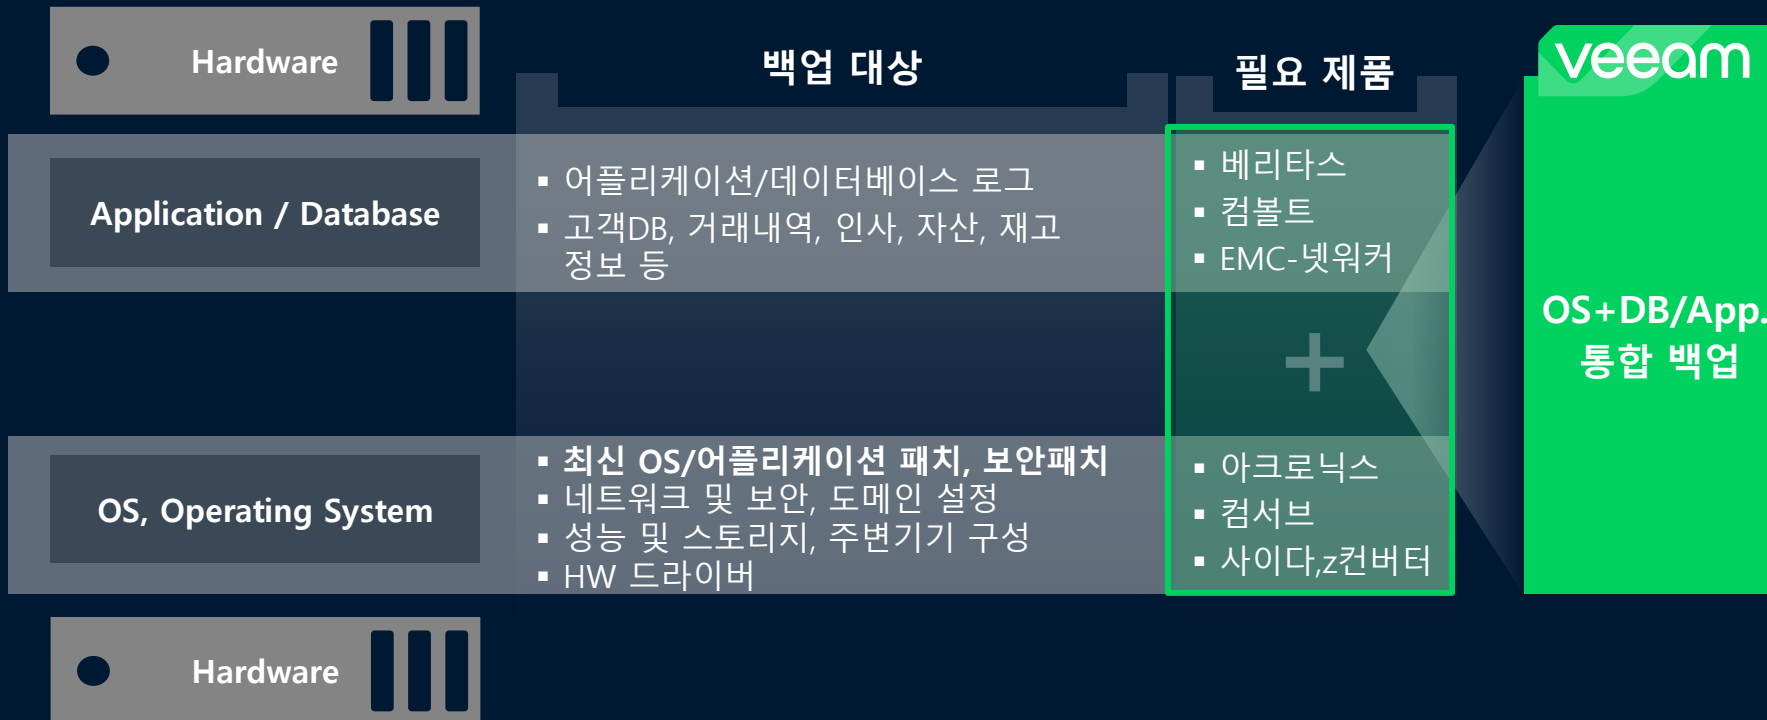 Hardware
백업 대상
필요 제품
veeam
Application / Database
▪ 어플리케이션/데이터베이스 로그
▪ 고객DB, 거래내역, 인사, 자산, 재고
정보 등
▪ 베리타스
▪ 컴볼트
▪ EMC-넷워커
+
OS+DB/App.
통합 백업
OS, Operating System
▪ 최신 OS/어플리케이션 패치, 보안패치
▪ 네트워크 및 보안, 도메인 설정
▪ 성능 및 스토리지, 주변기기 구성
▪ HW 드라이버
▪ 아크로닉스
▪ 컴서브
▪ 사이다,z컨버터
Hardware